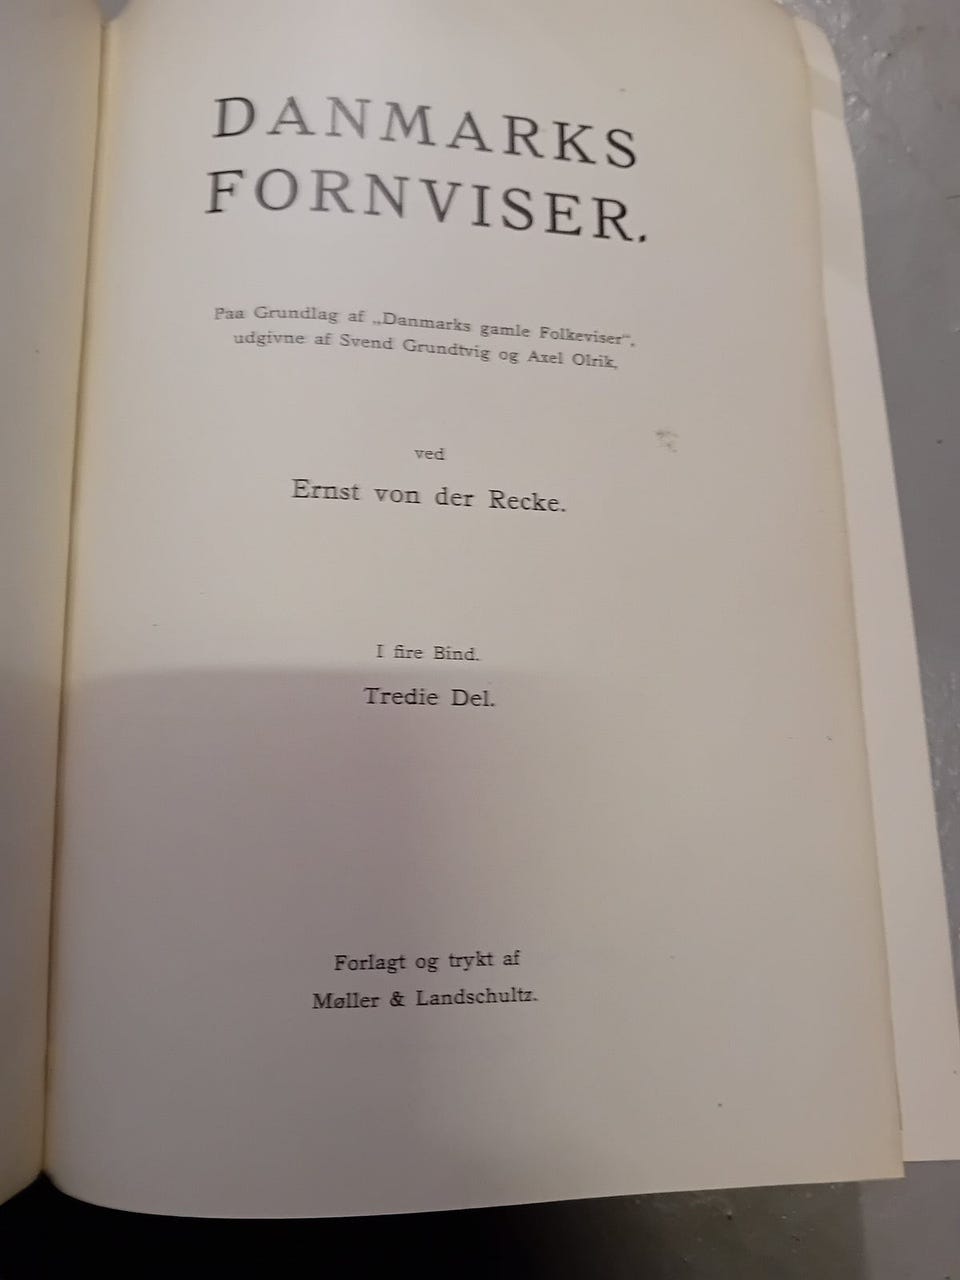 DANMARKS
FORNVISER.
Paa Grundlag af „Danmarks gamle Folkeviser“,
udgivne af Svend Grundtvig og Axel Olrik,
ved
Ernst von der Recke.
I fire Bind.
Tredie Del.
Forlagt og trykt af
Møller & Landschultz.